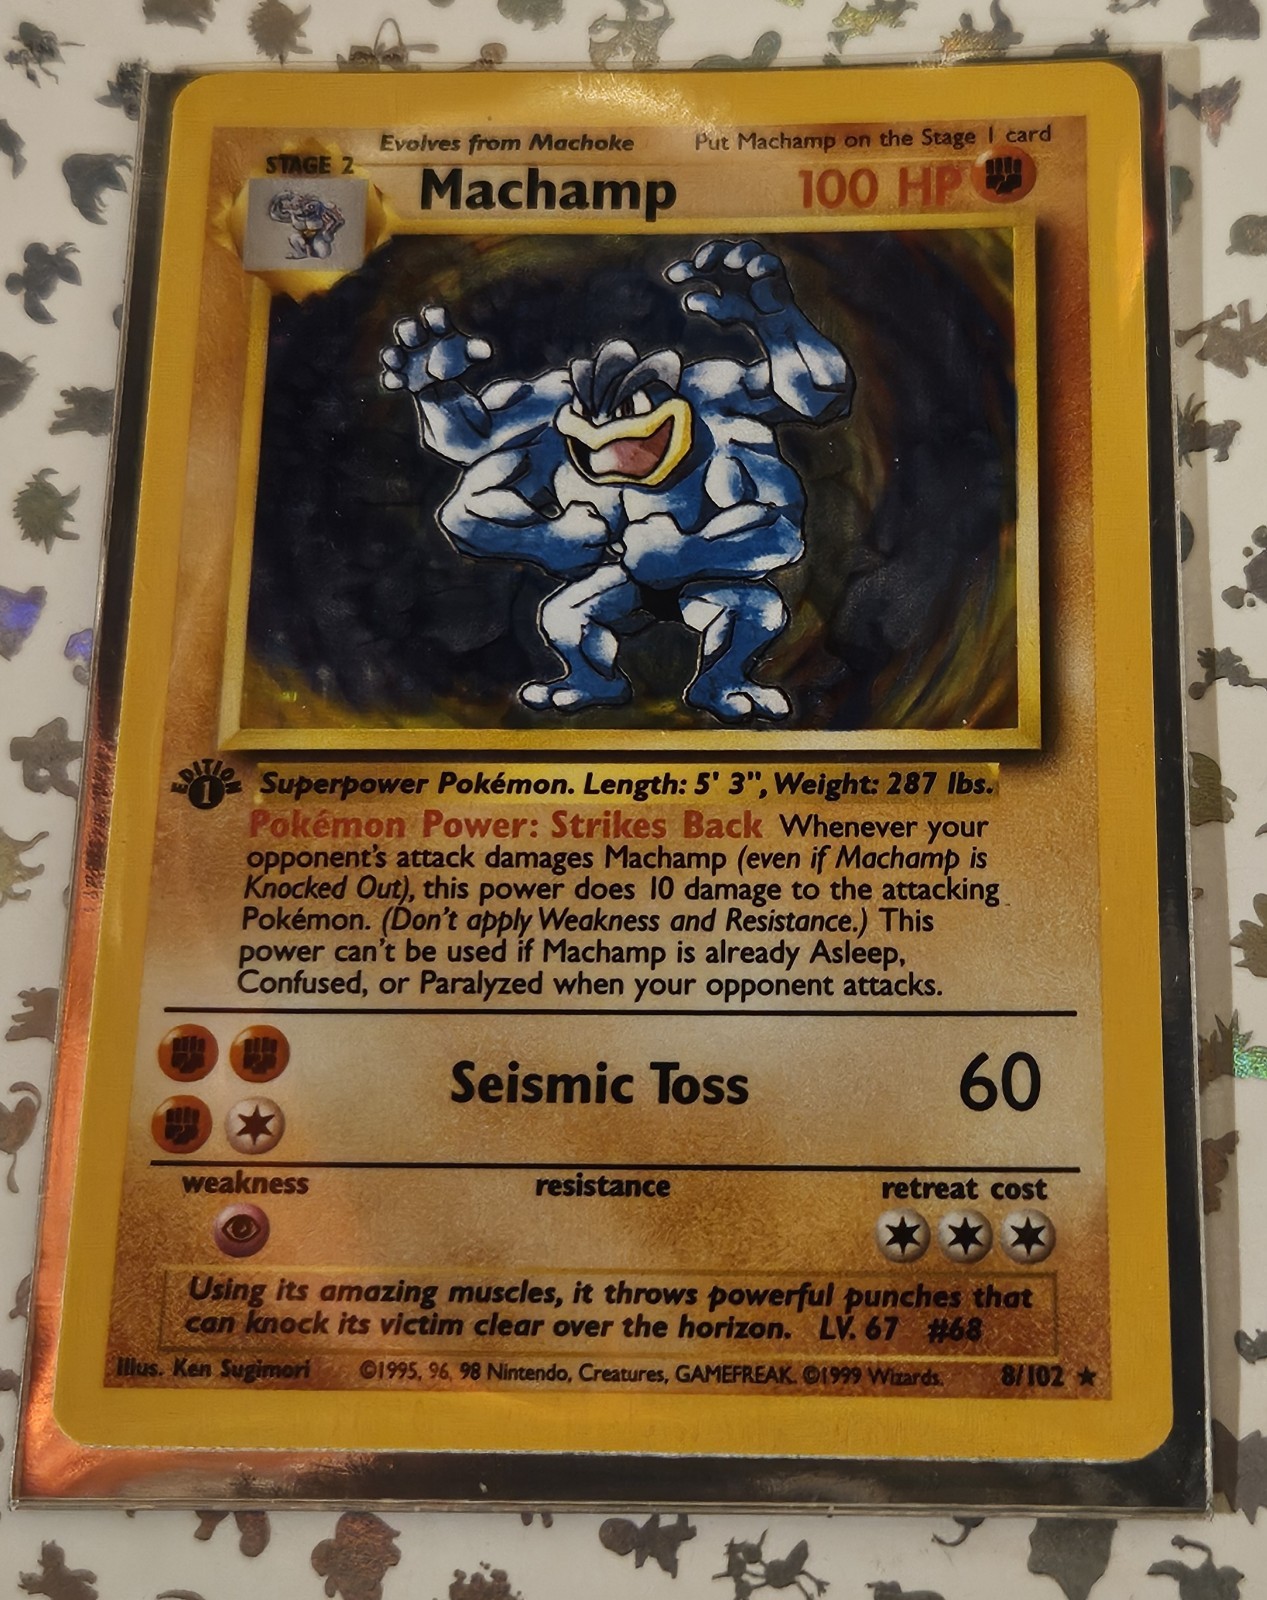 Evolves from Machoke
Put Machamp on the Stage 1 card
STAGE 2
Machamp
100 HP
EDITION
1
Superpower Pokémon. Length: 5' 3", Weight: 287 lbs.
Pokémon Power: Strikes Back Whenever your
opponent's attack damages Machamp (even if Machamp is
Knocked Out), this power does 10 damage to the attacking
Pokémon. (Don't apply Weakness and Resistance.) This
power can't be used if Machamp is already Asleep,
Confused, or Paralyzed when your opponent attacks.
Seismic Toss
60
weakness
resistance
retreat cost
Using its amazing muscles, it throws powerful punches that
can knock its victim clear over the horizon. LV. 67 #68
Illus. Ken Sugimori
©1995, 96, 98 Nintendo, Creatures, GAMEFREAK. ©1999 Wizards.
8/102 ★